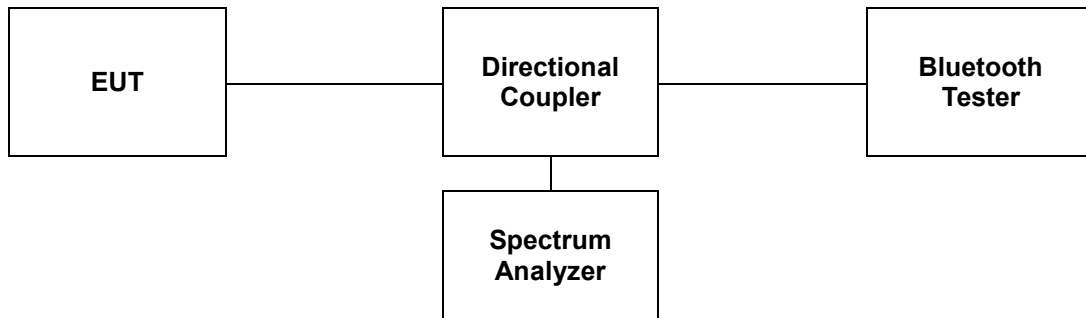 EUT
Directional
Coupler
Bluetooth
Tester
Spectrum
Analyzer